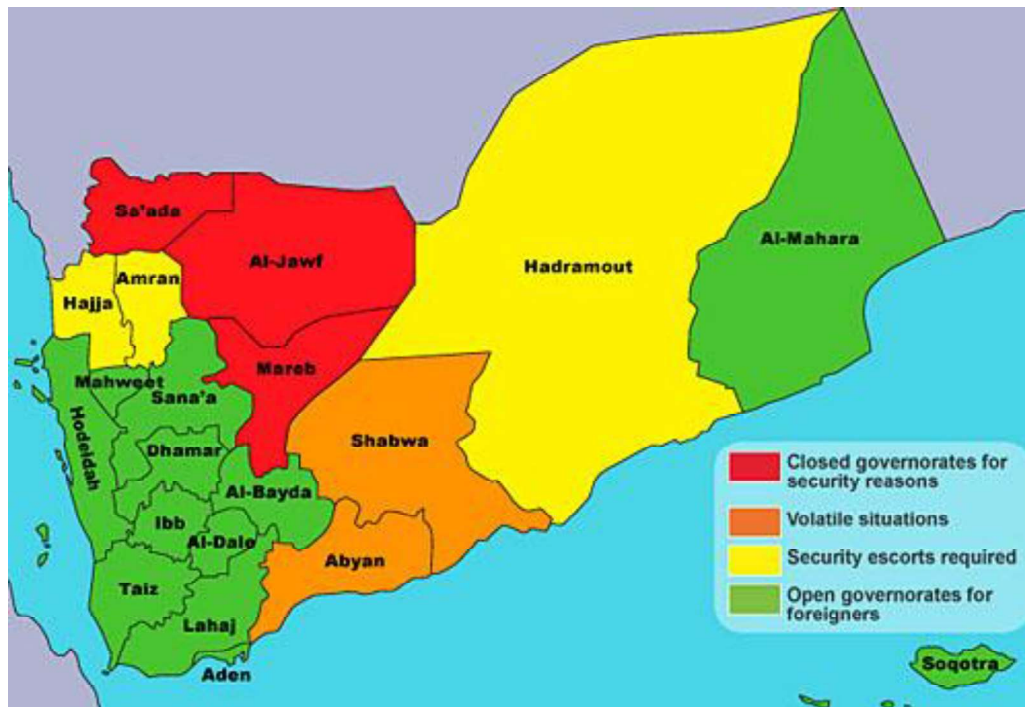 Sa'ada
Al-Jawf
Amran
Hajja
Hadramout
Al-Mahara
Mareb
Mahweet
Sana'a
Hodeidah
Shabwa
Dhamar
Al-Bayda
Ibb
Al-Dale
Abyan
Taiz
Lahaj
Aden
Soqotra
Closed governorates for
security reasons
Volatile situations
Security escorts required
Open governorates for
foreigners